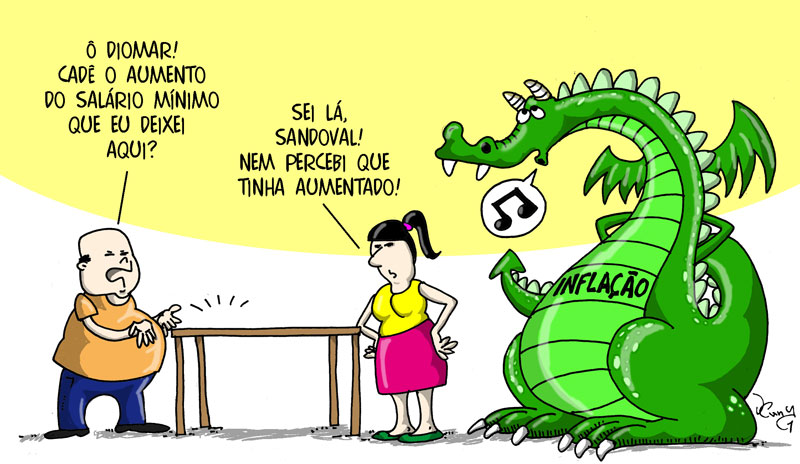 Ô DIOMAR!
CADÊ O AUMENTO
DO SALÁRIO MÍNIMO
QUE EU DEIXEI
AQUI?
SEI LÁ,
SANDOVAL!
NEM PERCEBI QUE
TINHA AUMENTADO!
INFLAÇÃO